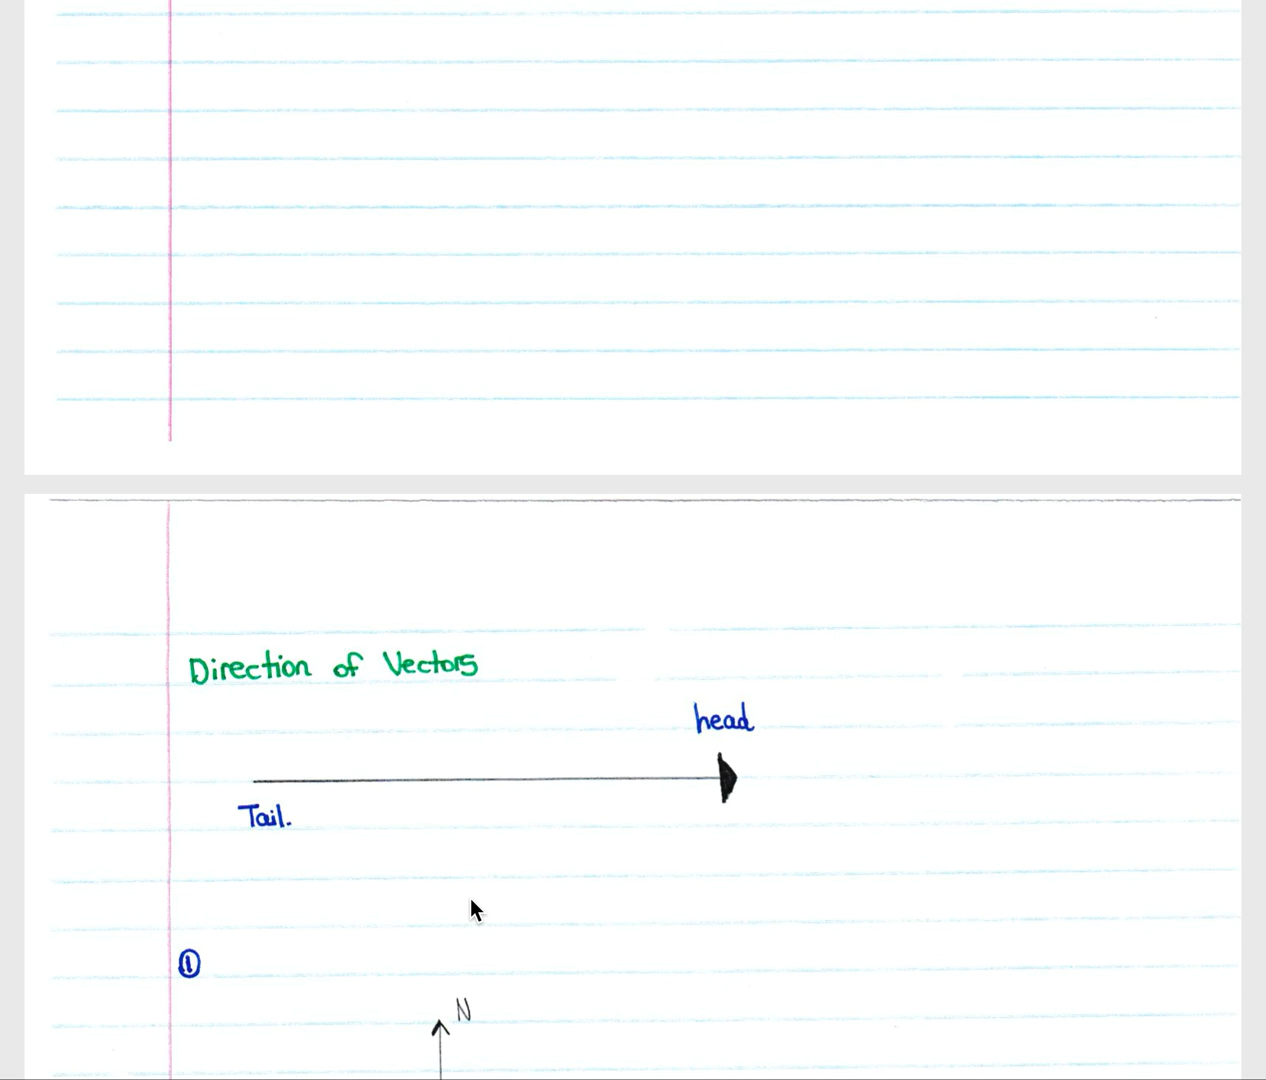 Direction of Vectors
head
Tail.
①
N